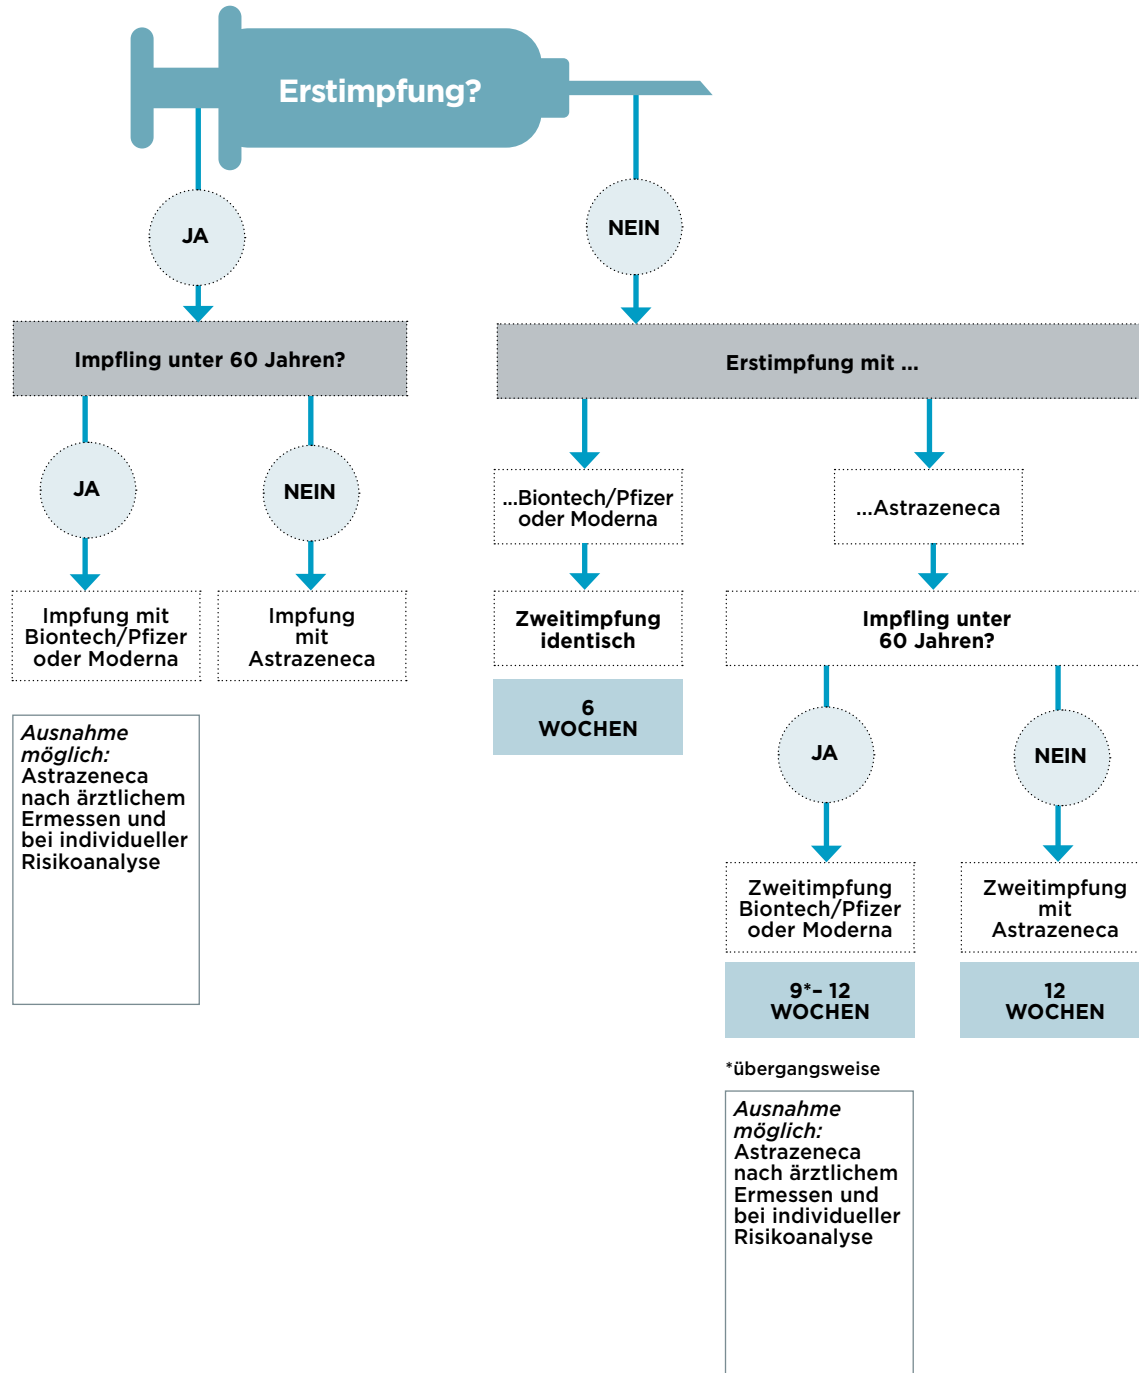 Erstimpfung?
JA
NEIN
Impfling unter 60 Jahren?
Erstimpfung mit ...
JA
NEIN
...Biontech/Pfizer
oder Moderna
...Astrazeneca
Impfung mit
Biontech/Pfizer
oder Moderna
Impfung
mit
Astrazeneca
Zweitimpfung
identisch
Impfling unter
60 Jahren?
6
WOCHEN
Ausnahme
möglich:
Astrazeneca
nach ärztlichem
Ermessen und
bei individueller
Risikoanalyse
JA
NEIN
Zweitimpfung
Biontech/Pfizer
oder Moderna
Zweitimpfung
mit
Astrazeneca
9*– 12
WOCHEN
12
WOCHEN
*übergangsweise
Ausnahme
möglich:
Astrazeneca
nach ärztlichem
Ermessen und
bei individueller
Risikoanalyse